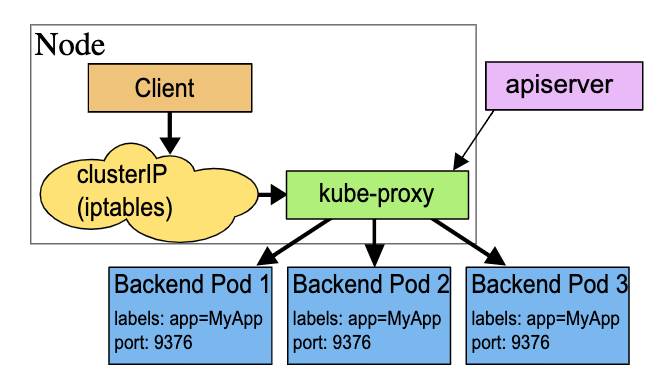 Node
Client
apiserver
clusterIP
(iptables)
kube-proxy
Backend Pod 1
labels: app=MyApp
port: 9376
Backend Pod 2
labels: app=MyApp
port: 9376
Backend Pod 3
labels: app=MyApp
port: 9376